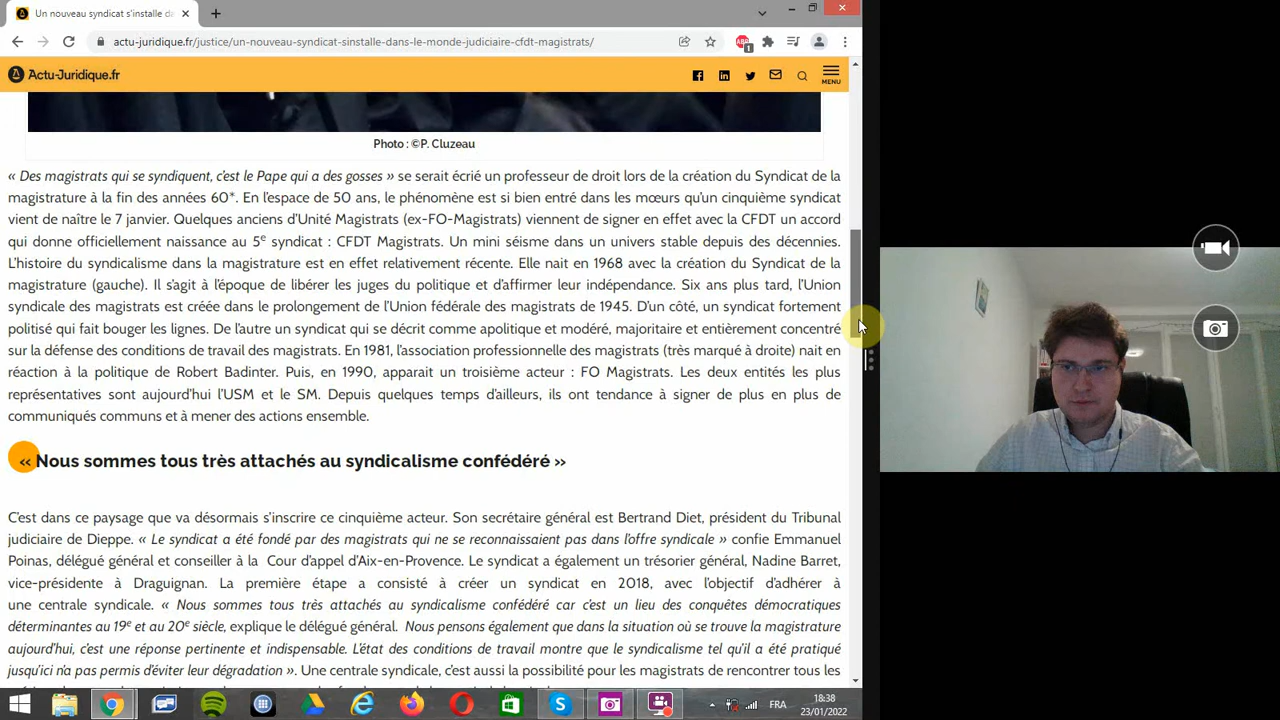 Un nouveau syndicat s'installe da
actu-juridique.fr/justice/un-nouveau-syndicat-sinstalle-dans-le-monde-judiciaire-cfdt-magistrats/
ABP
1
Actu-Juridique.fr
MENU
Photo : ©P. Cluzeau
« Des magistrats qui se syndiquent, c'est le Pape qui a des gosses » se serait écrié un professeur de droit lors de la création du Syndicat de la
magistrature à la fin des années 60*. En l'espace de 50 ans, le phénomène est si bien entré dans les mœurs qu'un cinquième syndicat
vient de naître le 7 janvier. Quelques anciens d'Unité Magistrats (ex-FO-Magistrats) viennent de signer en effet avec la CFDT un accord
qui donne officiellement naissance au 5e syndicat : CFDT Magistrats. Un mini séisme dans un univers stable depuis des décennies.
L'histoire du syndicalisme dans la magistrature est en effet relativement récente. Elle nait en 1968 avec la création du Syndicat de la
magistrature (gauche). Il s'agit à l'époque de libérer les juges du politique et d'affirmer leur indépendance. Six ans plus tard, l'Union
syndicale des magistrats est créée dans le prolongement de l'Union fédérale des magistrats de 1945. D'un côté, un syndicat fortement
politisé qui fait bouger les lignes. De l'autre un syndicat qui se décrit comme apolitique et modéré, majoritaire et entièrement concentré
sur la défense des conditions de travail des magistrats. En 1981, l'association professionnelle des magistrats (très marqué à droite) nait en
réaction à la politique de Robert Badinter. Puis, en 1990, apparait un troisième acteur : FO Magistrats. Les deux entités les plus
représentatives sont aujourd'hui l'USM et le SM. Depuis quelques temps d'ailleurs, ils ont tendance à signer de plus en plus de
communiqués communs et à mener des actions ensemble.
« Nous sommes tous très attachés au syndicalisme confédéré »
C'est dans ce paysage que va désormais s'inscrire ce cinquième acteur. Son secrétaire général est Bertrand Diet, président du Tribunal
judiciaire de Dieppe. « Le syndicat a été fondé par des magistrats qui ne se reconnaissaient pas dans l'offre syndicale » confie Emmanuel
Poinas, délégué général et conseiller à la Cour d'appel d'Aix-en-Provence. Le syndicat a également un trésorier général, Nadine Barret,
vice-présidente à Draguignan. La première étape a consisté à créer un syndicat en 2018, avec l'objectif d'adhérer à
une centrale syndicale. « Nous sommes tous très attachés au syndicalisme confédéré car c'est un lieu des conquêtes démocratiques
déterminantes au 19e et au 20e siècle, explique le délégué général. Nous pensons également que dans la situation où se trouve la magistrature
aujourd'hui, c'est une réponse pertinente et indispensable. L'état des conditions de travail montre que le syndicalisme tel qu'il a été pratiqué
jusqu'ici n'a pas permis d'éviter leur dégradation ». Une centrale syndicale, c'est aussi la possibilité pour les magistrats de rencontrer tous les
FRA
18:38
23/01/2022